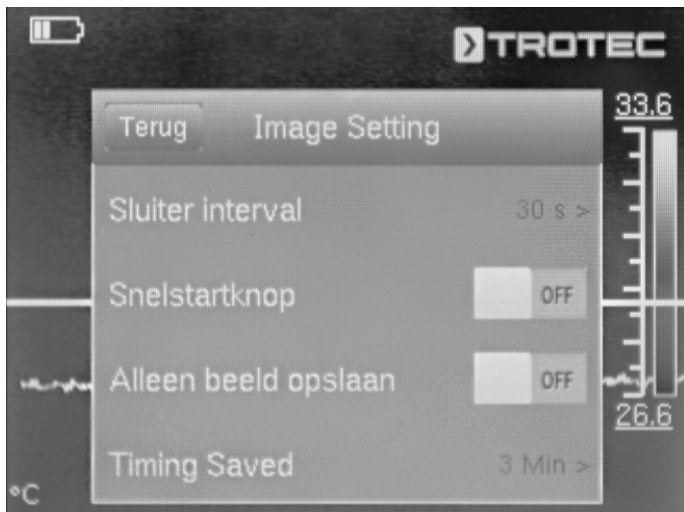 TROTEC
Terug Image Setting
33.6
Sluiter interval 30 s >
Snelstartknop OFF
Alleen beeld opslaan OFF
26.6
Timing Saved 3 Min >
°C